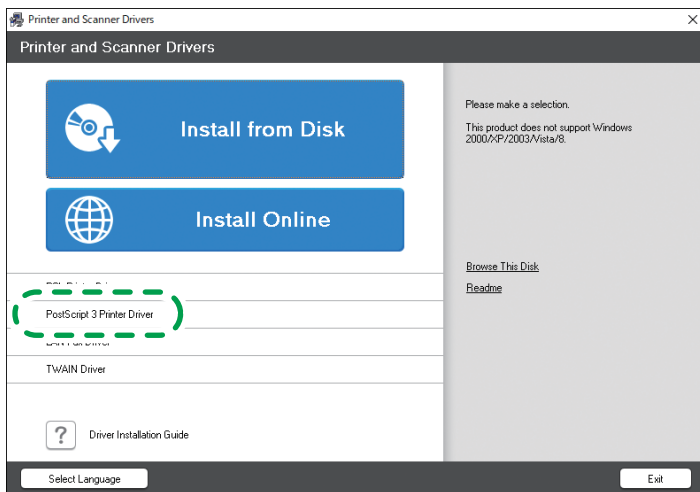 Printer and Scanner Drivers
Printer and Scanner Drivers
Install from Disk
Install Online
PostScript 3 Printer Driver
TWAIN Driver
Driver Installation Guide
Please make a selection.
This product does not support Windows
2000/XP/2003/Vista/8.
Browse This Disk
Readme
?
Select Language
Exit